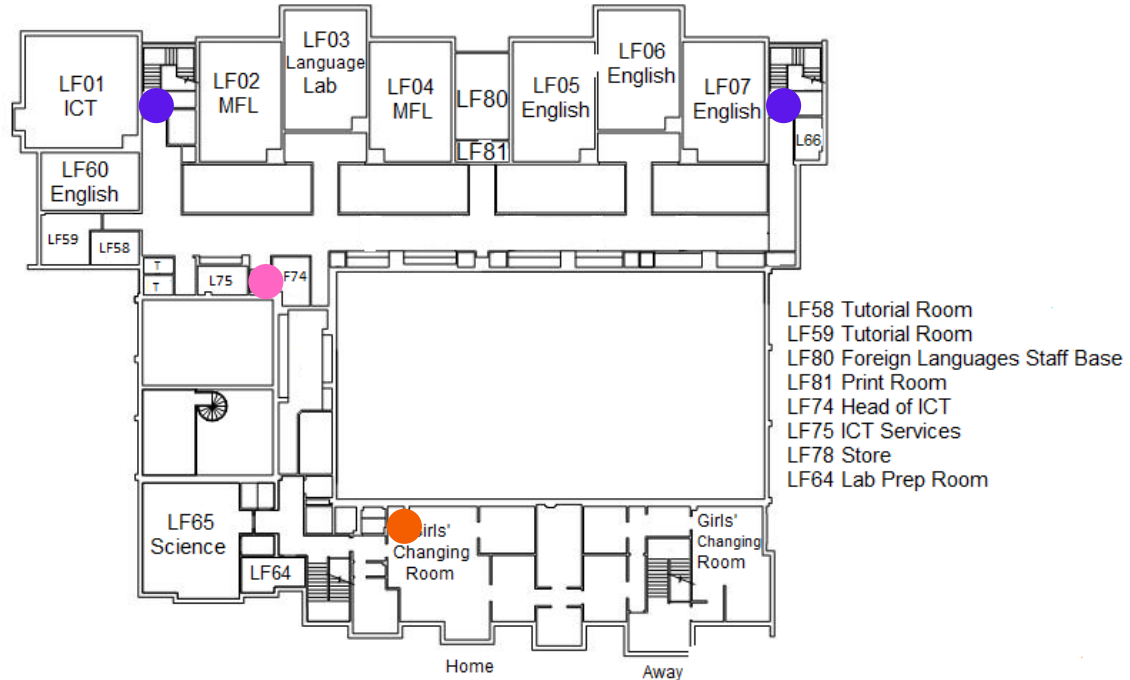 LF01
ICT
LF02
MFL
LF03
Language
Lab
LF04
MFL
LF80
LF81
LF05
English
LF06
English
LF07
English
L66
LF60
English
LF59
LF58
T
T
L75
F74
LF58 Tutorial Room
LF59 Tutorial Room
LF80 Foreign Languages Staff Base
LF81 Print Room
LF74 Head of ICT
LF75 ICT Services
LF78 Store
LF64 Lab Prep Room
LF65
Science
LF64
Girls'
Changing
Room
Girls'
Changing
Room
Home
Away